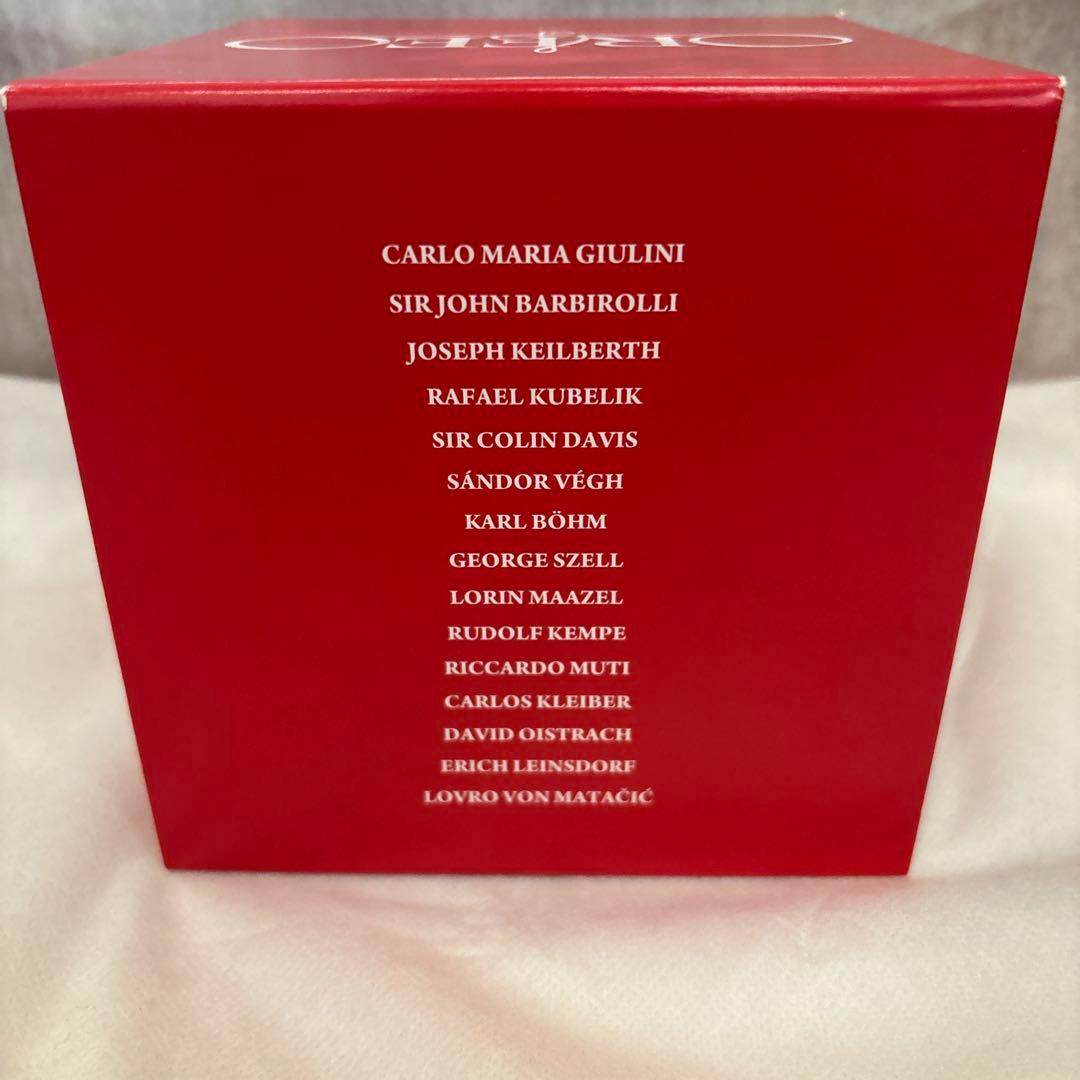 ORFEO
CARLO MARIA GIULINI
SIR JOHN BARBIROLLI
JOSEPH KEILBERTH
RAFAEL KUBELIK
SIR COLIN DAVIS
SÁNDOR VÉGH
KARL BÖHM
GEORGE SZELL
LORIN MAAZEL
RUDOLF KEMPE
RICCARDO MUTI
CARLOS KLEIBER
DAVID OISTRACH
ERICH LEINSDORF
LOVRO VON MATAČIĆ